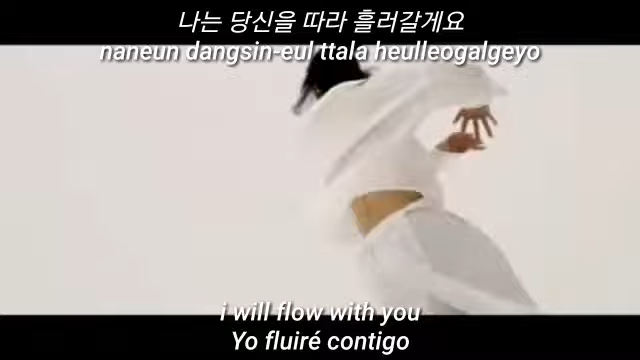 나는 당신을 따라 흘러갈게요
naneun dangsin-eul ttala heulleogalgeyo
i will flow with you
Yo fluiré contigo